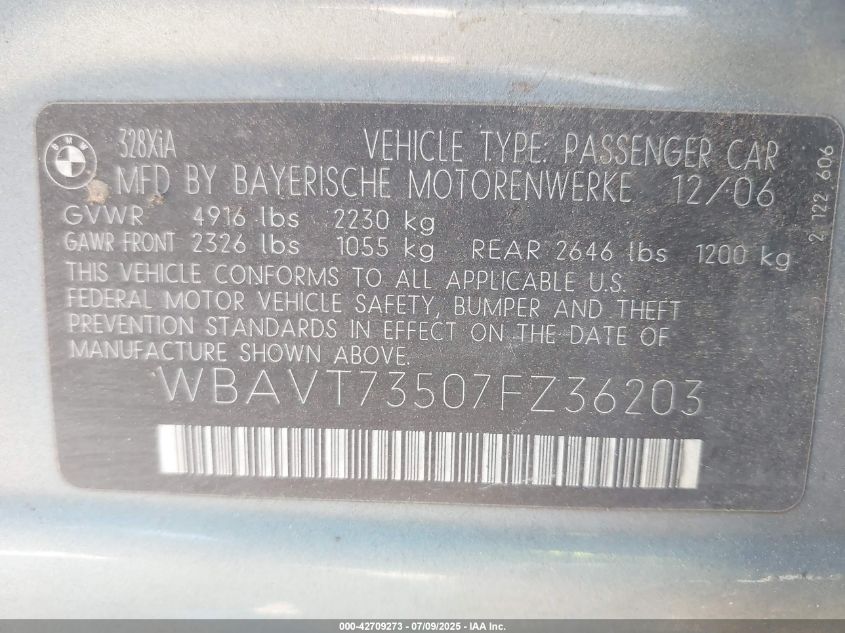 BMW
328XiA
VEHICLE TYPE: PASSENGER CAR
MFD BY BAYERISCHE MOTORENWERKE 12/06
GVWR 4916 lbs 2230 kg
GAWR FRONT 2326 lbs 1055 kg REAR 2646 lbs 1200 kg
THIS VEHICLE CONFORMS TO ALL APPLICABLE U.S.
FEDERAL MOTOR VEHICLE SAFETY, BUMPER AND THEFT
PREVENTION STANDARDS IN EFFECT ON THE DATE OF
MANUFACTURE SHOWN ABOVE.
WBAVT73507FZ36203
2 122 606
000-42709273 - 07/09/2025 - IAA Inc.